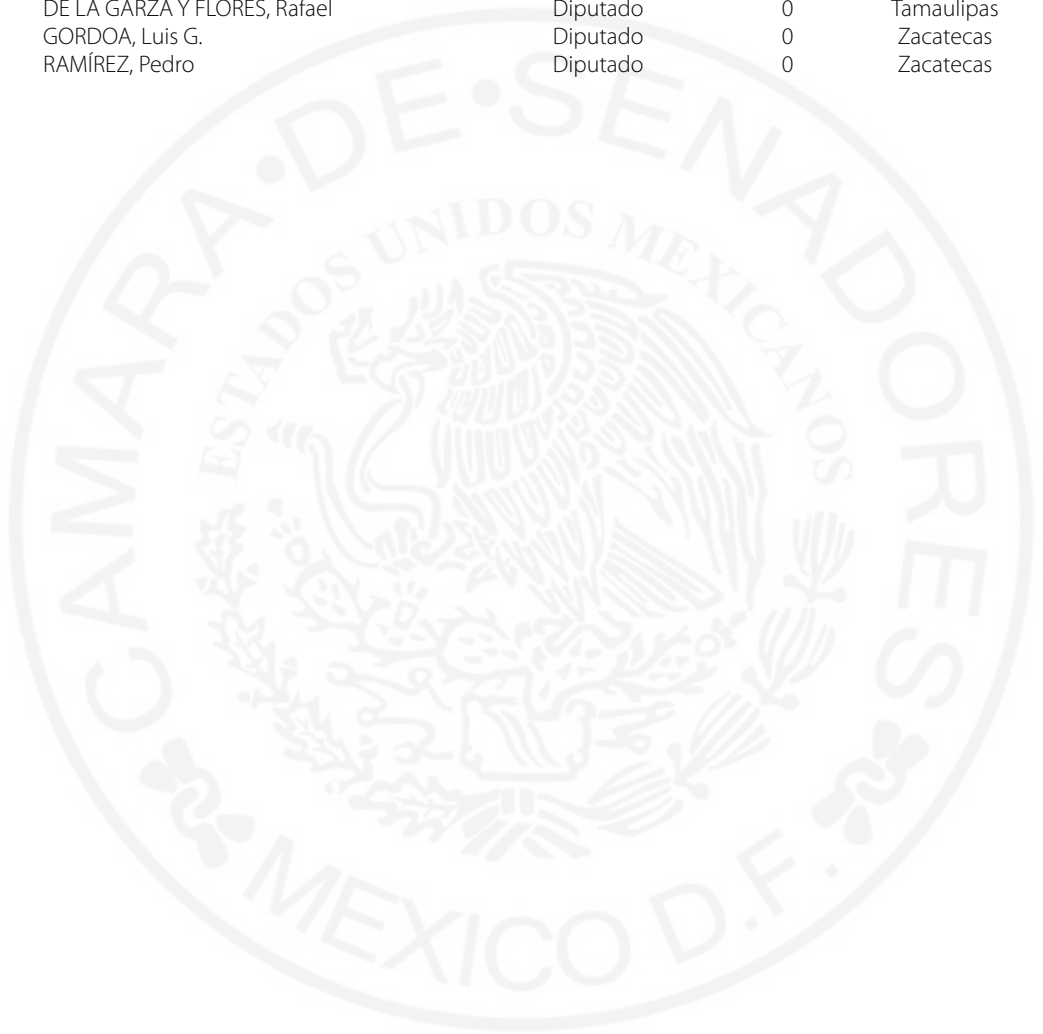 DE LA GARZA Y FLORES, Rafael Diputado 0 Tamaulipas
GORDOA, Luis G. Diputado 0 Zacatecas
RAMÍREZ, Pedro Diputado 0 Zacatecas
CAMARA•DE•SENADORES
ESTADOS UNIDOS MEXICANOS
MEXICO D.F.